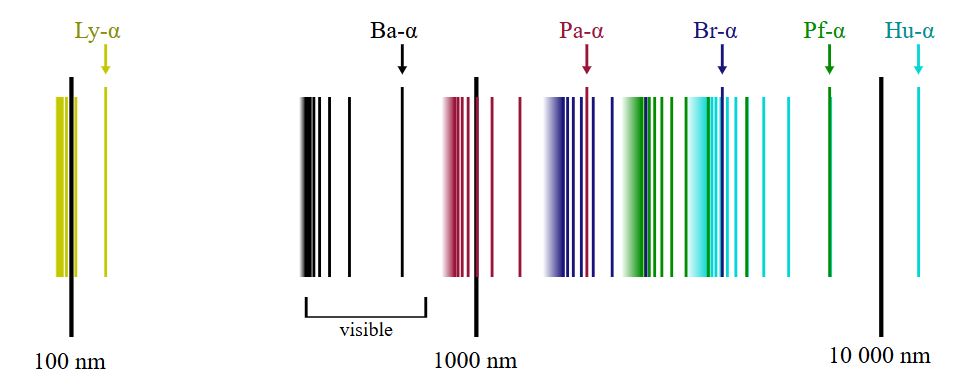 Ly-α
Ba-α
Pa-α
Br-α
Pf-α
Hu-α
visible
100 nm
1000 nm
10 000 nm